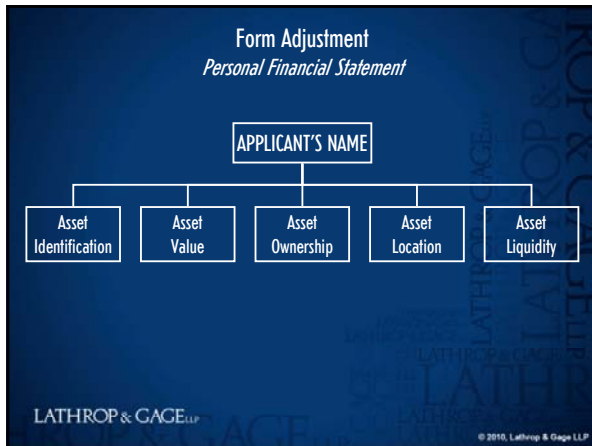 Form Adjustment
Personal Financial Statement
APPLICANT'S NAME
Asset
Identification
Asset
Value
Asset
Ownership
Asset
Location
Asset
Liquidity
LATHROP & GAGE LLP
© 2010, Lathrop & Gage LLP